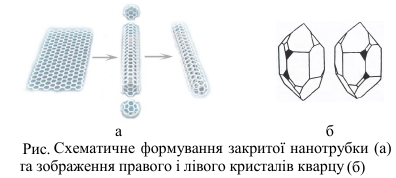 а б
Рис. Схематичне формування закритої нанотрубки (а)
та зображення правого і лівого кристалів кварцу (б)